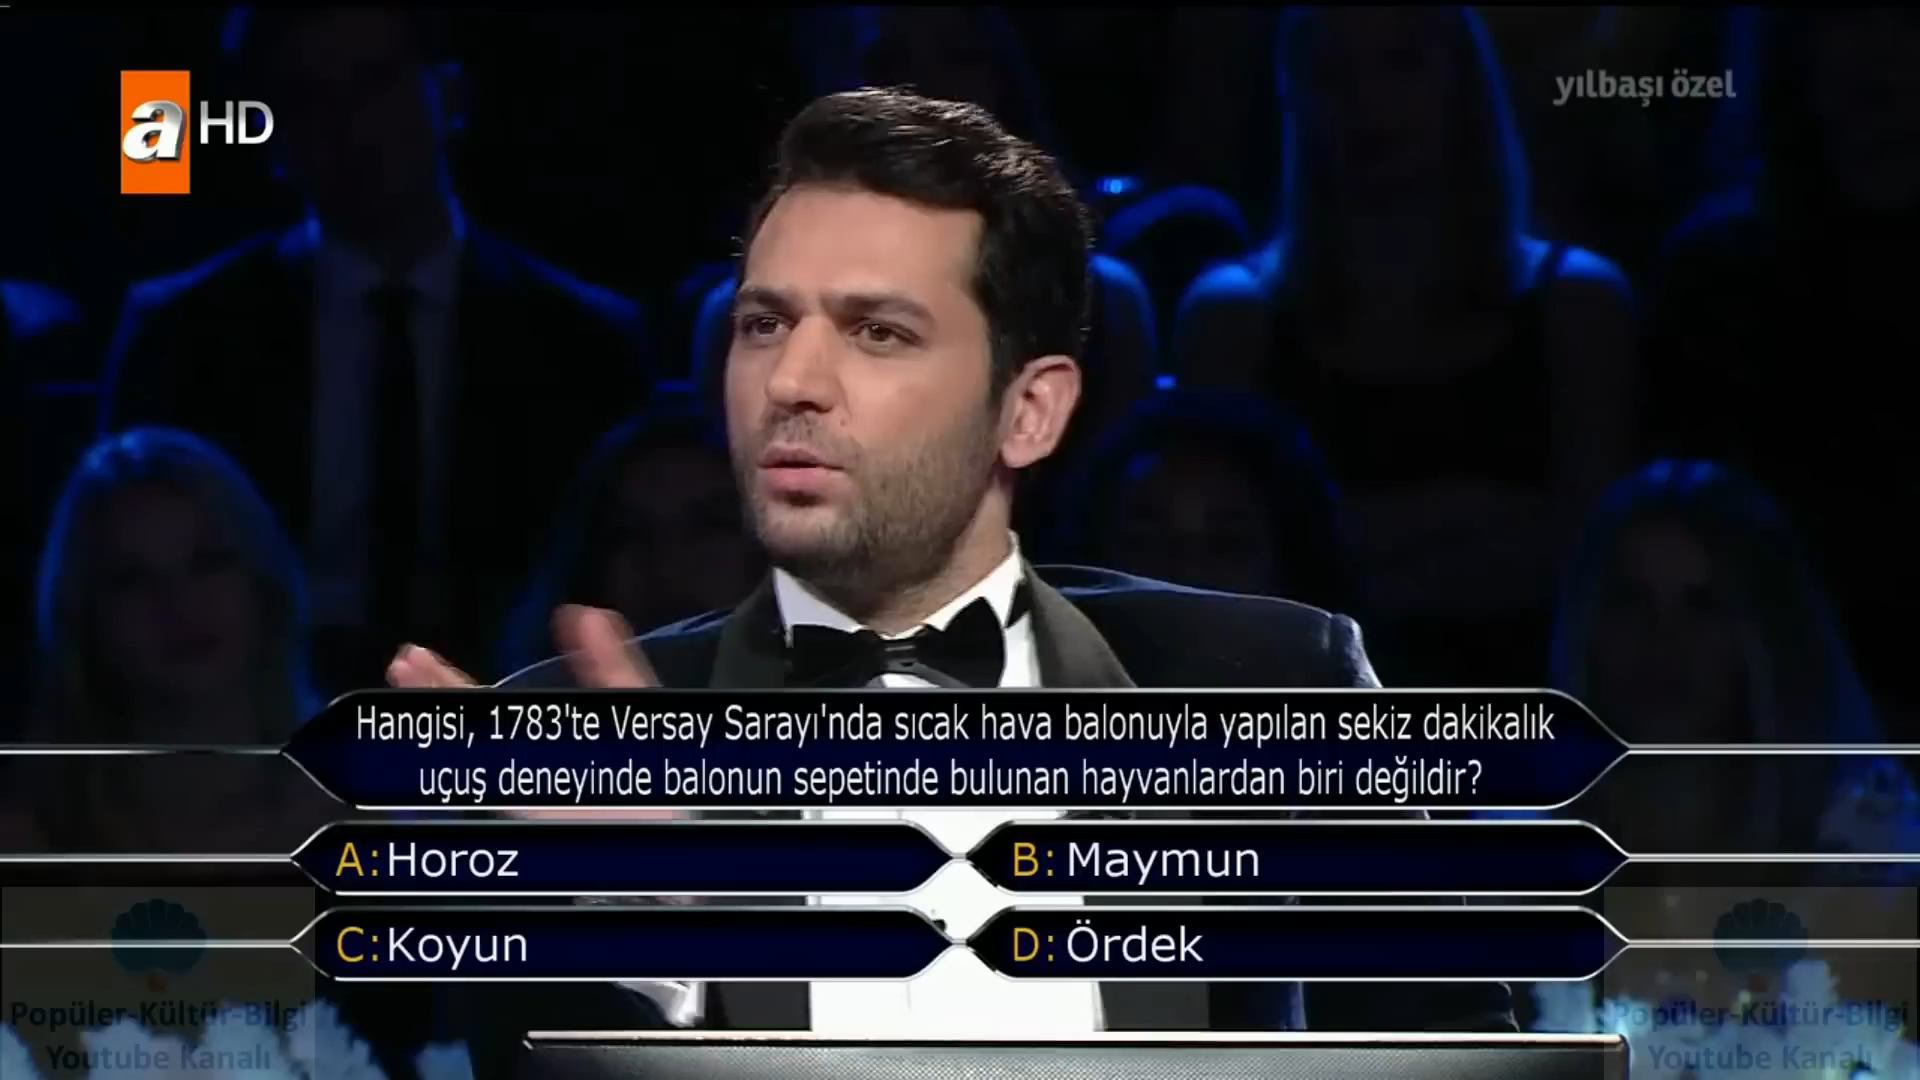 a HD
yılbaşı özel
Hangisi, 1783'te Versay Sarayı'nda sıcak hava balonuyla yapılan sekiz dakikalık
uçuş deneyinde balonun sepetinde bulunan hayvanlardan biri değildir?
A: Horoz
B: Maymun
C: Koyun
D: Ördek
Popüler-Kültür-Bilgi
Youtube Kanalı
Popüler-Kültür-Bilgi
Youtube Kanalı